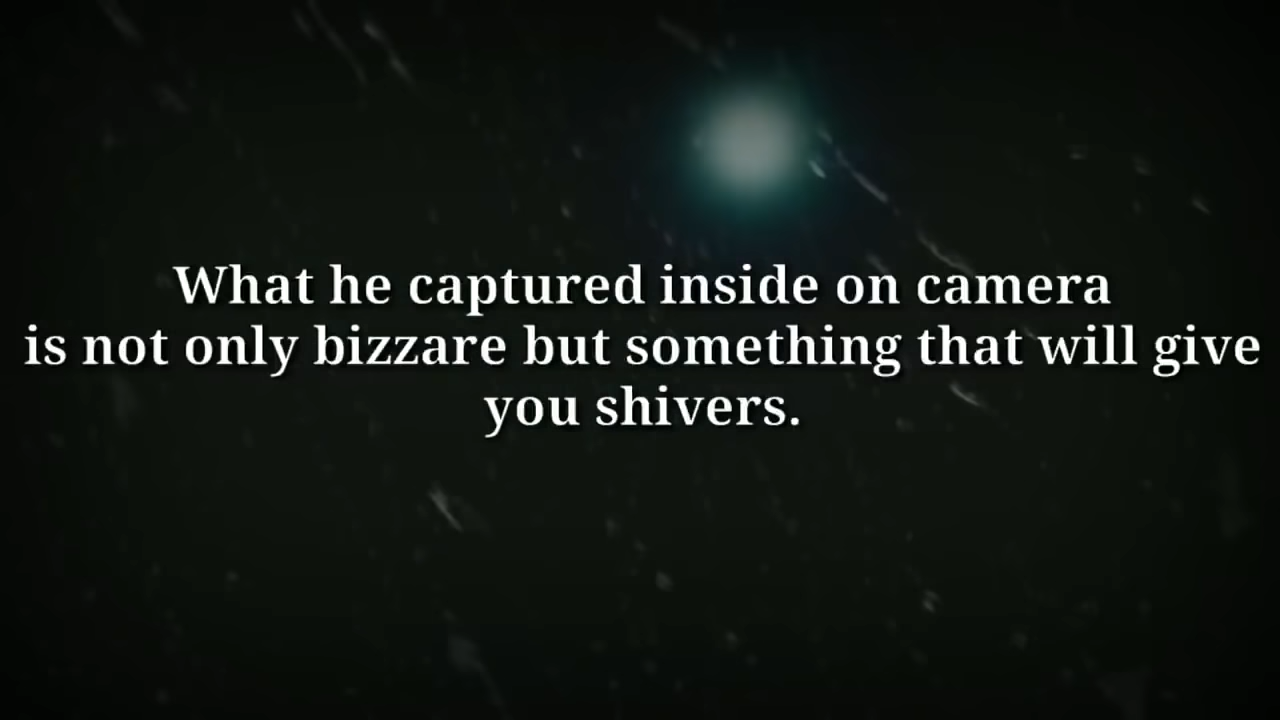 What he captured inside on camera
is not only bizzare but something that will give
you shivers.